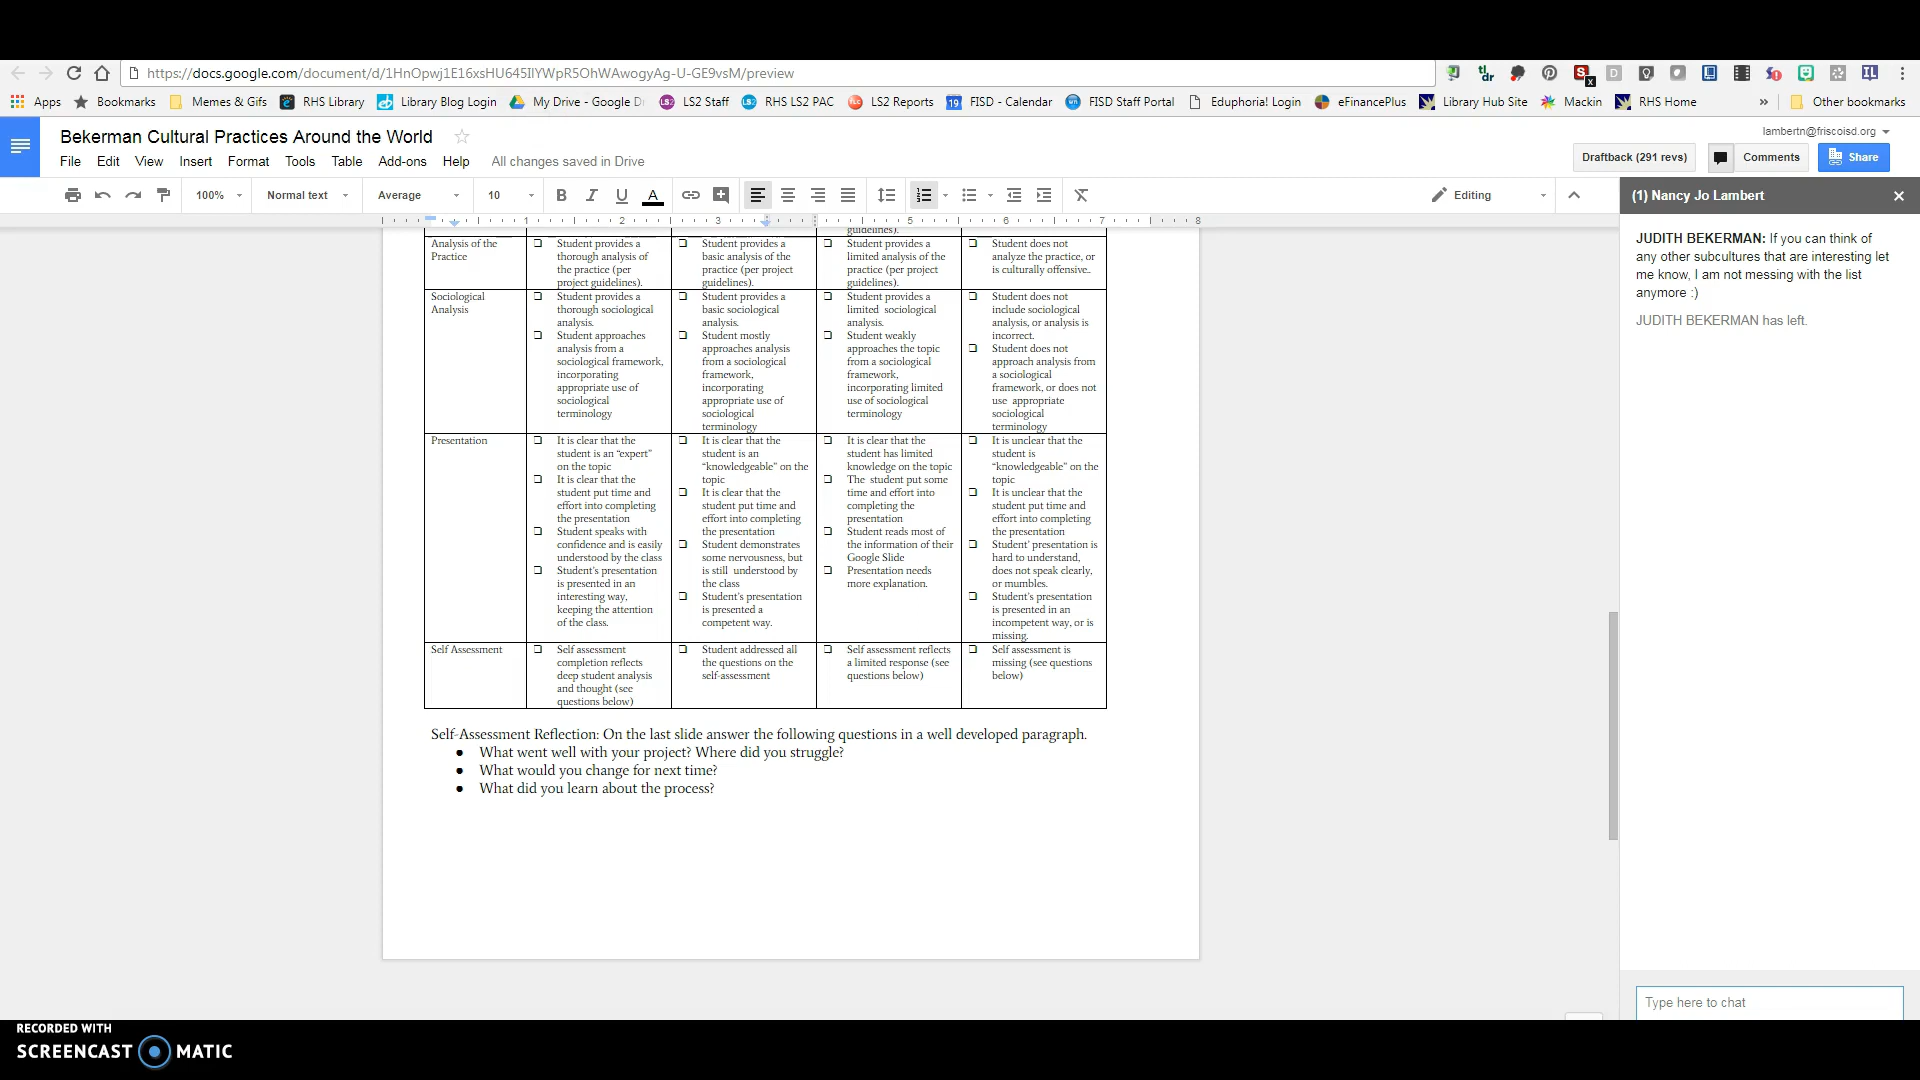 https://docs.google.com/document/d/1HnOpwj1E16xsHU645IlYWpR5OhWAwogyAg-U-GE9vsM/preview
Apps Bookmarks Memes & Gifs RHS Library Library Blog Login My Drive - Google D LS2 Staff RHS LS2 PAC LS2 Reports FISD - Calendar FISD Staff Portal Eduphoria! Login eFinancePlus Library Hub Site Mackin RHS Home » Other bookmarks
Bekerman Cultural Practices Around the World
lambertn@friscoisd.org
File Edit View Insert Format Tools Table Add-ons Help All changes saved in Drive
Draftback (291 revs) Comments Share
100% Normal text Average 10 Editing
(1) Nancy Jo Lambert
JUDITH BEKERMAN: If you can think of
any other subcultures that are interesting let
me know, I am not messing with the list
anymore :)
JUDITH BEKERMAN has left.
Type here to chat
1 1 2 3 4 5 6 7 8
guidelines).
Analysis of the
Practice
Student provides a
thorough analysis of
the practice (per
project guidelines).
Student provides a
basic analysis of the
practice (per project
guidelines).
Student provides a
limited analysis of the
practice (per project
guidelines).
Student does not
analyze the practice, or
is culturally offensive..
Sociological
Analysis
Student provides a
thorough sociological
analysis.
Student approaches
analysis from a
sociological framework,
incorporating
appropriate use of
sociological
terminology
Student provides a
basic sociological
analysis.
Student mostly
approaches analysis
from a sociological
framework,
incorporating
appropriate use of
sociological
terminology
Student provides a
limited sociological
analysis.
Student weakly
approaches the topic
from a sociological
framework,
incorporating limited
use of sociological
terminology
Student does not
include sociological
analysis, or analysis is
incorrect.
Student does not
approach analysis from
a sociological
framework, or does not
use appropriate
sociological
terminology
Presentation
It is clear that the
student is an “expert”
on the topic
It is clear that the
student put time and
effort into completing
the presentation
Student speaks with
confidence and is easily
understood by the class
Student's presentation
is presented in an
interesting way,
keeping the attention
of the class.
It is clear that the
student is an
“knowledgeable” on the
topic
It is clear that the
student put time and
effort into completing
the presentation
Student demonstrates
some nervousness, but
is still understood by
the class
Student's presentation
is presented a
competent way.
It is clear that the
student has limited
knowledge on the topic
The student put some
time and effort into
completing the
presentation
Student reads most of
the information of their
Google Slide
Presentation needs
more explanation.
It is unclear that the
student is
“knowledgeable” on the
topic
It is unclear that the
student put time and
effort into completing
the presentation
Student' presentation is
hard to understand,
does not speak clearly,
or mumbles.
Student's presentation
is presented in an
incompetent way, or is
missing.
Self Assessment
Self assessment
completion reflects
deep student analysis
and thought (see
questions below)
Student addressed all
the questions on the
self-assessment
Self assessment reflects
a limited response (see
questions below)
Self assessment is
missing (see questions
below)
Self-Assessment Reflection: On the last slide answer the following questions in a well developed paragraph.
● What went well with your project? Where did you struggle?
● What would you change for next time?
● What did you learn about the process?
RECORDED WITH
SCREENCAST MATIC